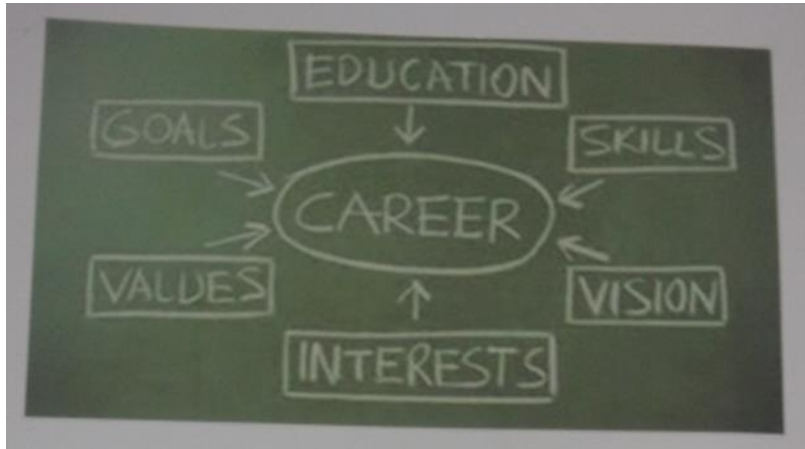 EDUCATION
GOALS
SKILLS
CAREER
VALUES
VISION
INTERESTS